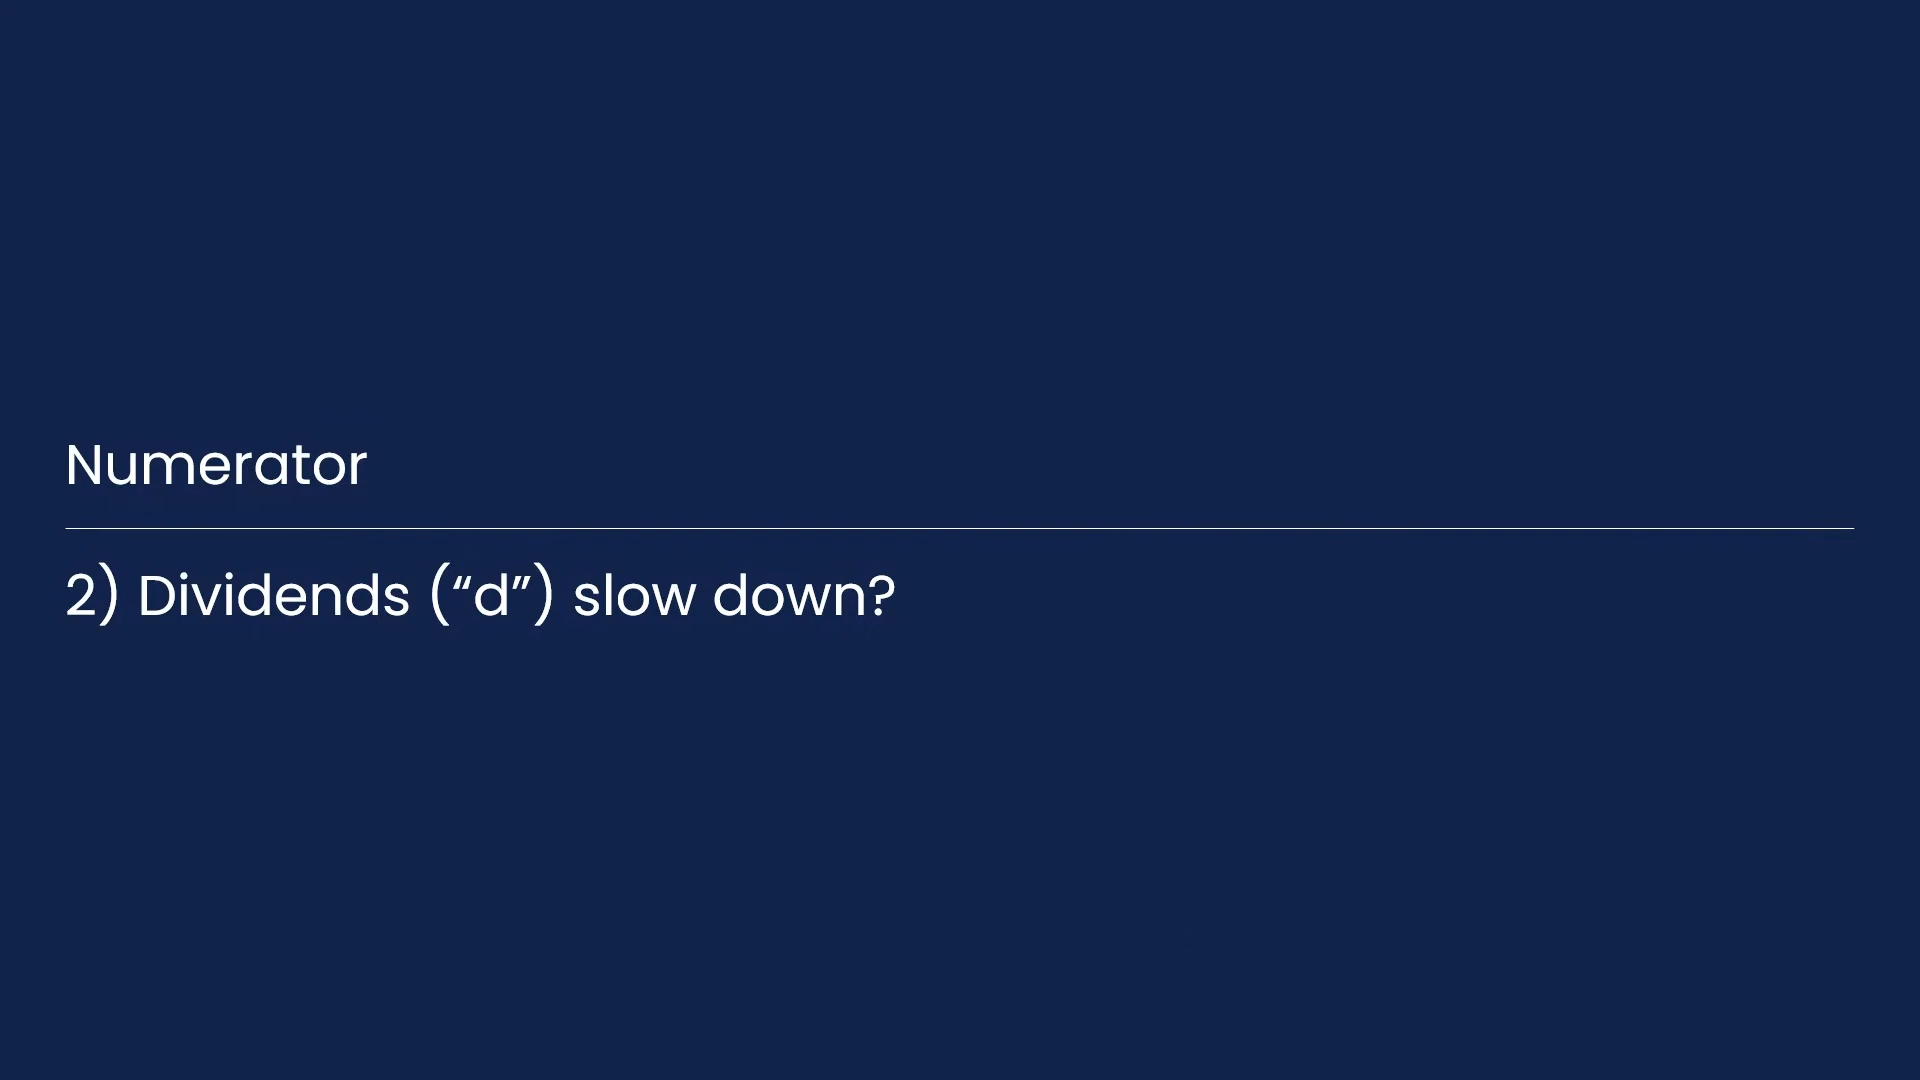 Numerator
2) Dividends (“d”) slow down?